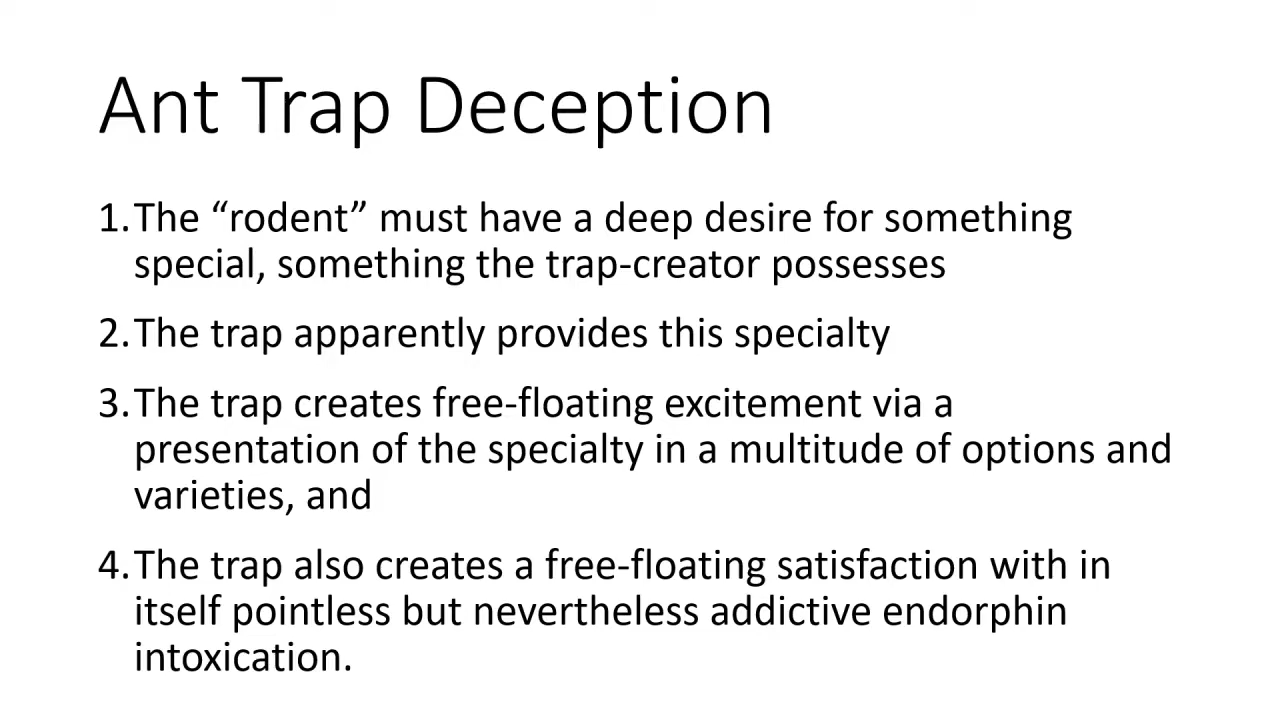 Ant Trap Deception
1. The “rodent” must have a deep desire for something
special, something the trap-creator possesses
2. The trap apparently provides this specialty
3. The trap creates free-floating excitement via a
presentation of the specialty in a multitude of options and
varieties, and
4. The trap also creates a free-floating satisfaction with in
itself pointless but nevertheless addictive endorphin
intoxication.